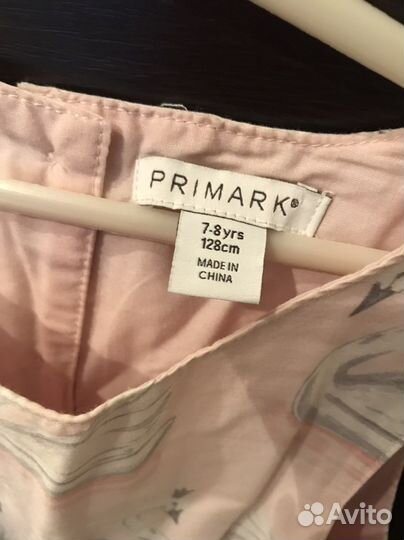 PRIMARK®
7-8 yrs
128cm
MADE IN
CHINA
Avito